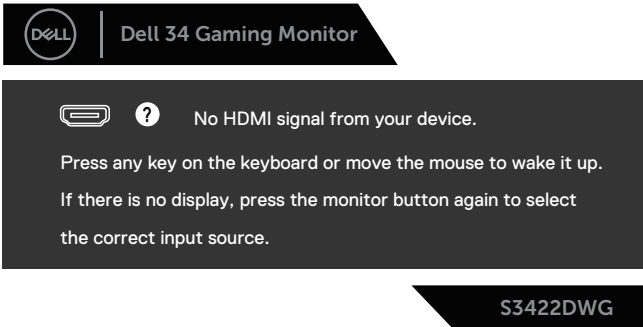 DELL
Dell 34 Gaming Monitor
? No HDMI signal from your device.
Press any key on the keyboard or move the mouse to wake it up.
If there is no display, press the monitor button again to select
the correct input source.
S3422DWG